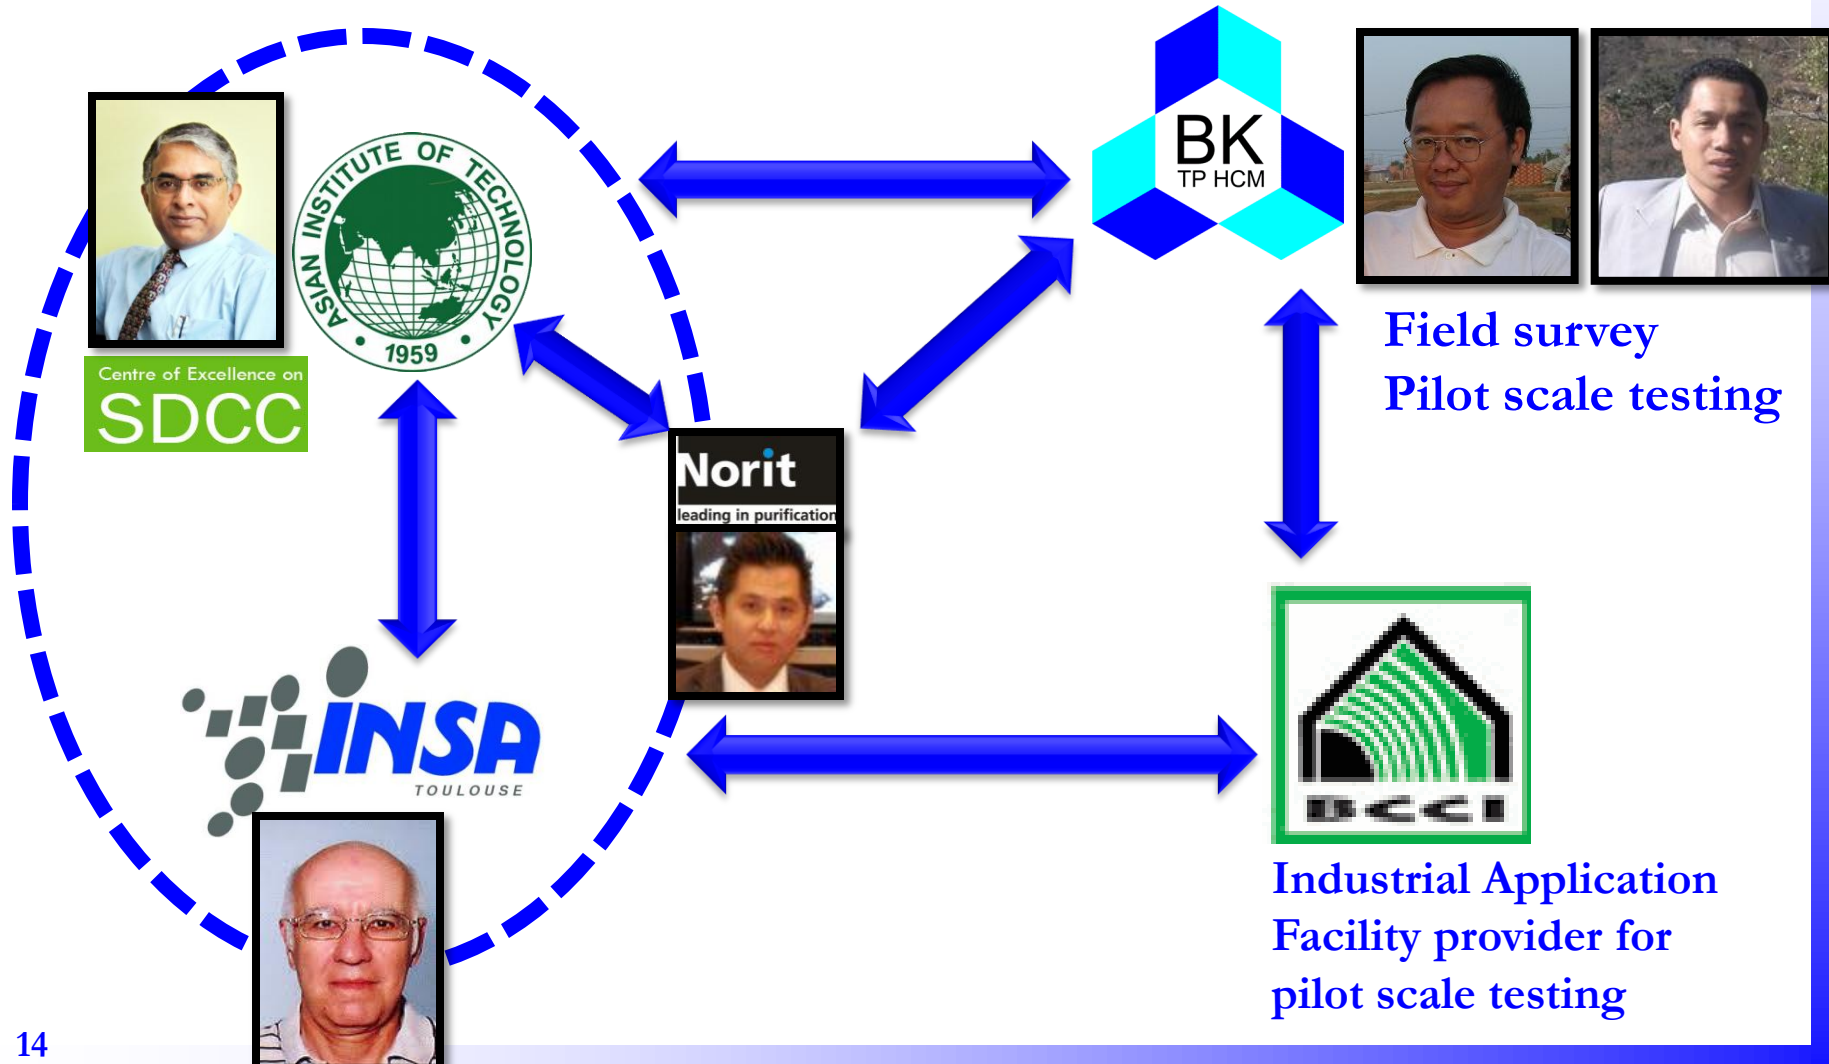 ASIAN INSTITUTE OF TECHNOLOGY
1959
Centre of Excellence on
SDCC
BK
TP HCM
Field survey
Pilot scale testing
Norit
leading in purification
INSA
TOULOUSE
BCCI
Industrial Application
Facility provider for
pilot scale testing
14